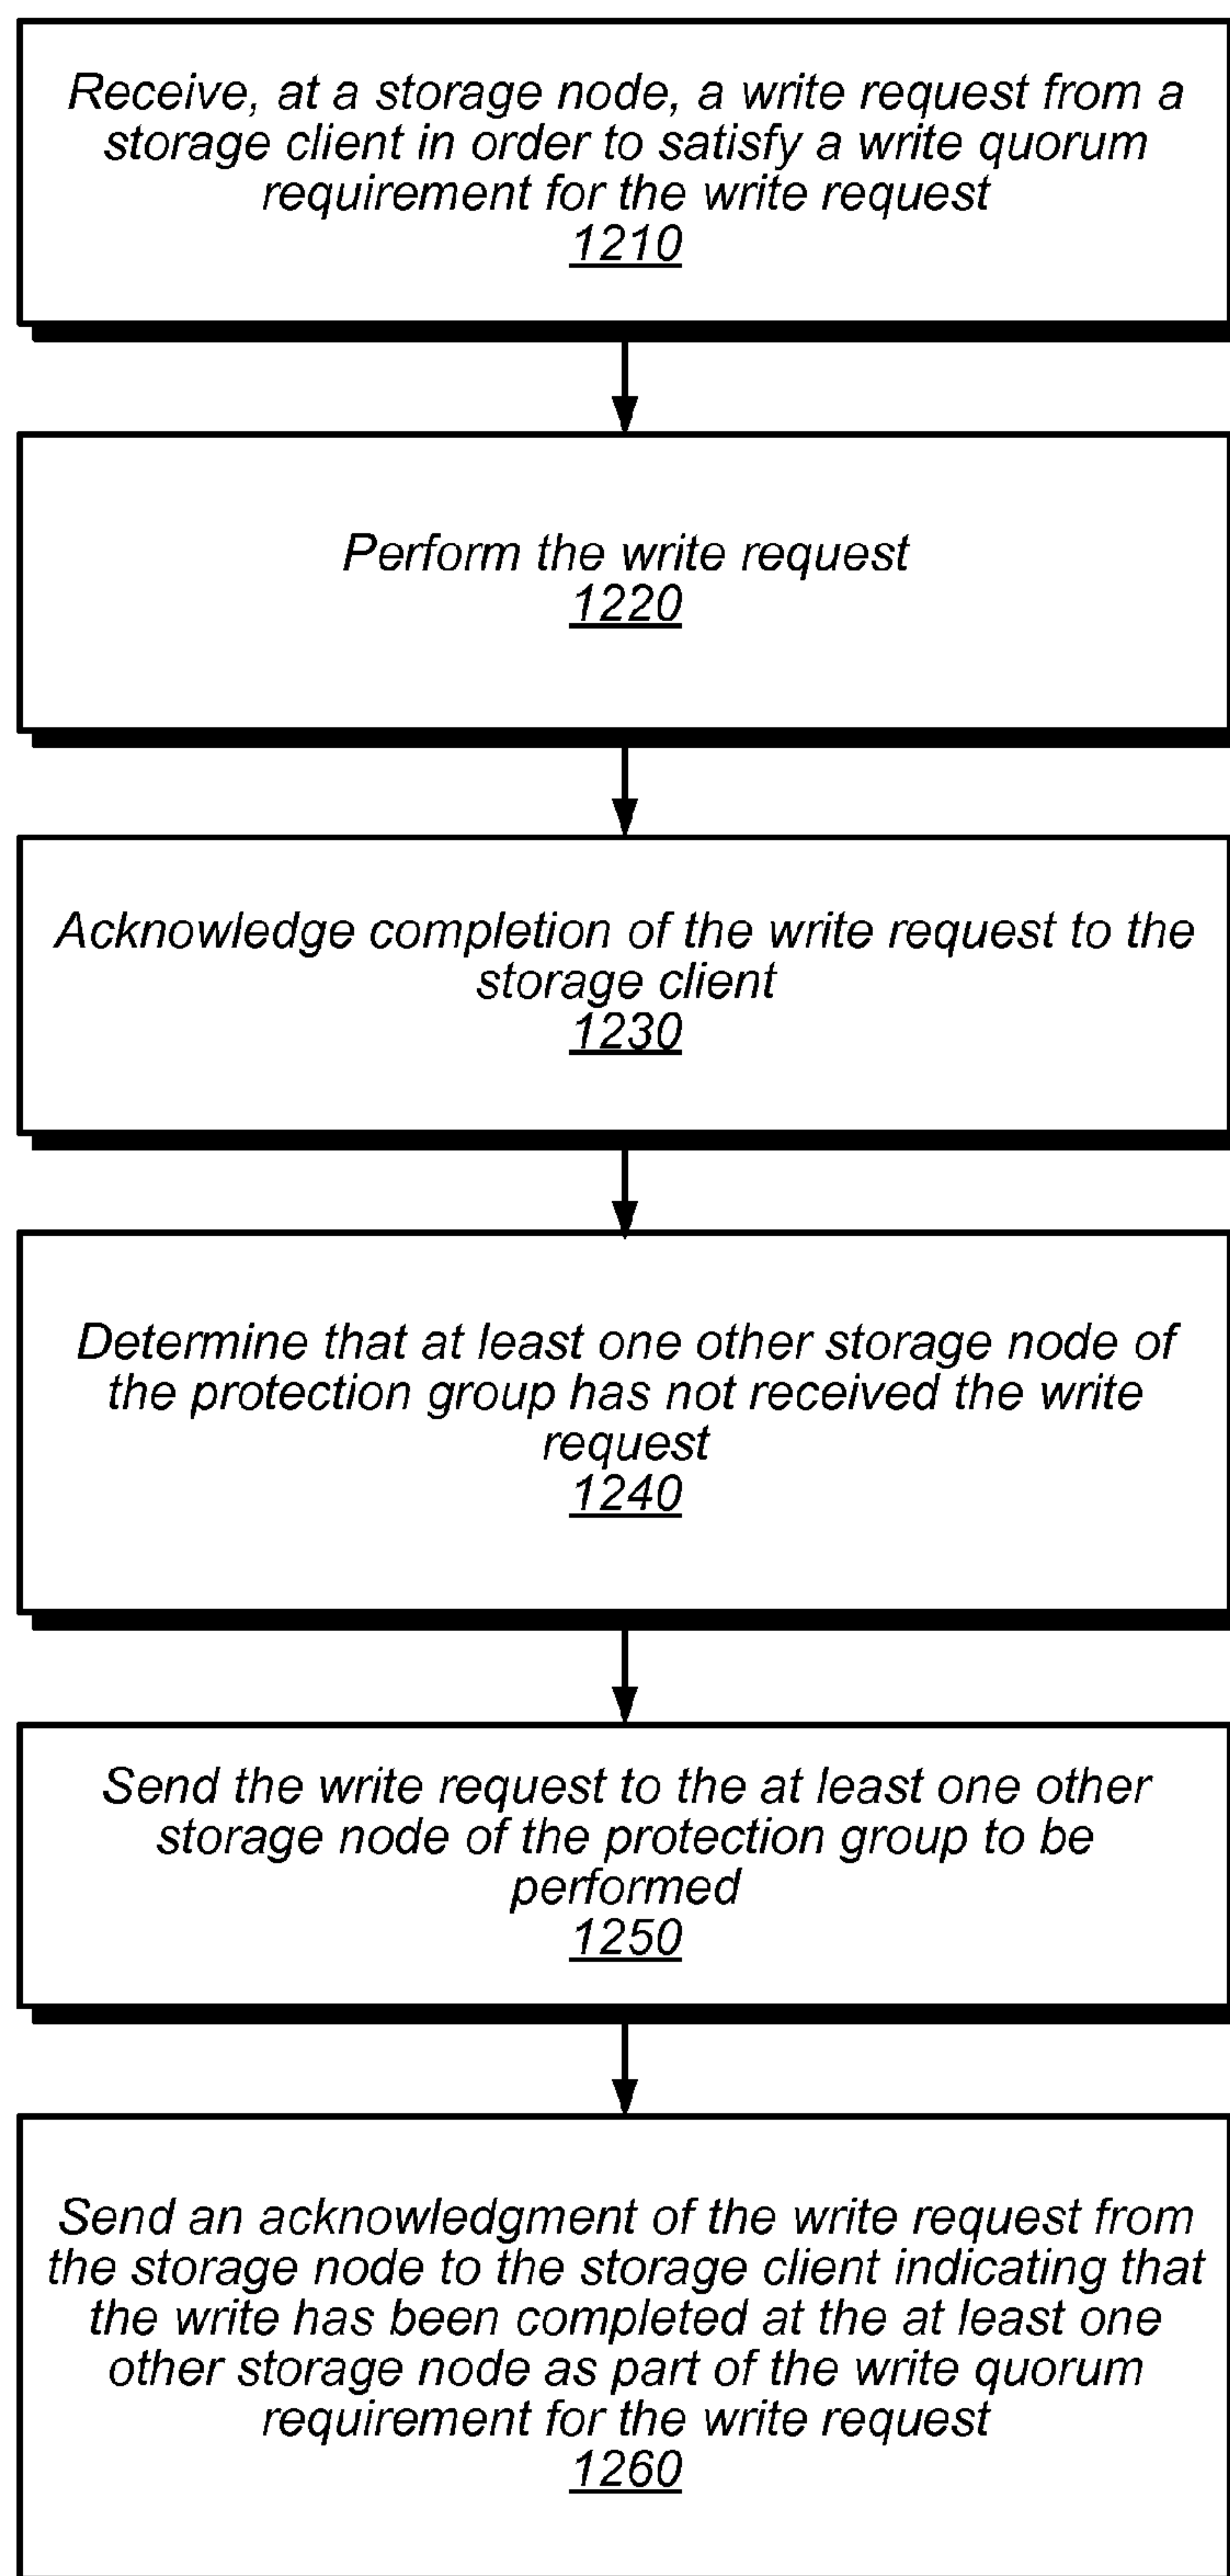 Receive, at a storage node, a write request from a
storage client in order to satisfy a write quorum
requirement for the write request
1210
Perform the write request
1220
Acknowledge completion of the write request to the
storage client
1230
Determine that at least one other storage node of
the protection group has not received the write
request
1240
Send the write request to the at least one other
storage node of the protection group to be
performed
1250
Send an acknowledgment of the write request from
the storage node to the storage client indicating that
the write has been completed at the at least one
other storage node as part of the write quorum
requirement for the write request
1260